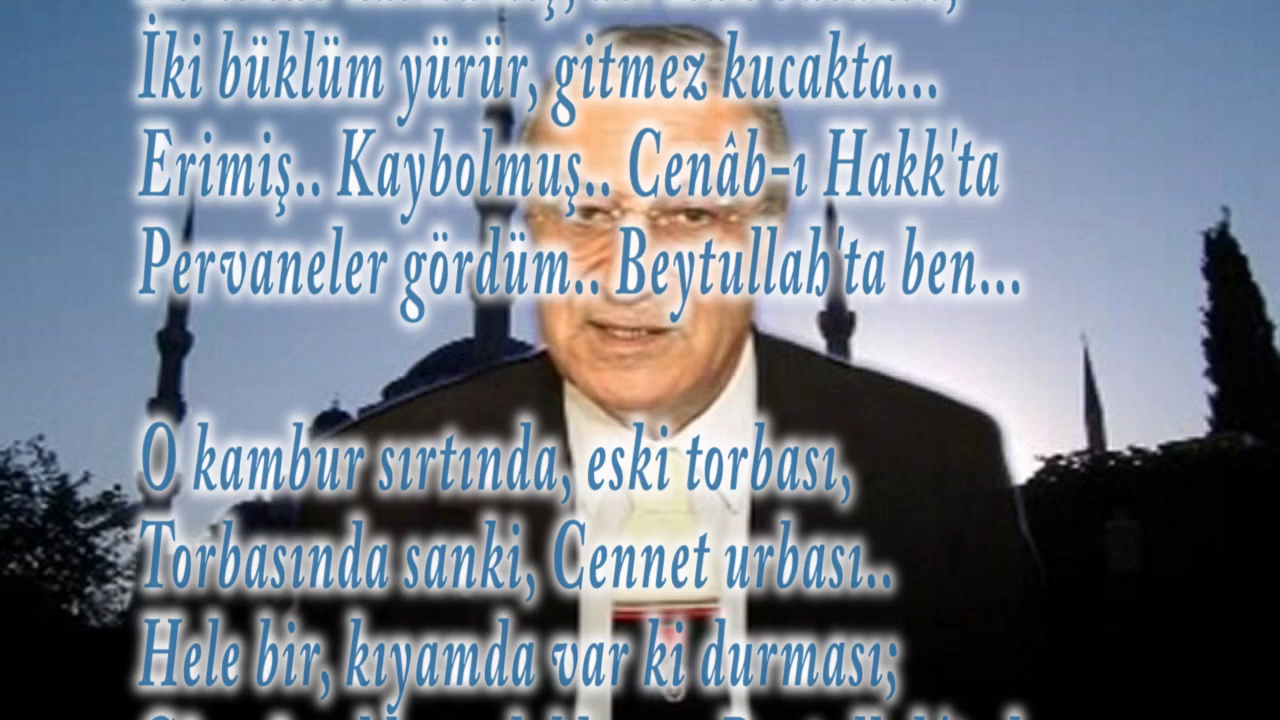 İki büklüm yürür, gitmez kucakta...
Erimiş.. Kaybolmuş.. Cenâb-ı Hakk'ta
Pervaneler gördüm.. Beytullah'ta ben...
O kambur sırtında, eski torbası,
Torbasında sanki, Cennet urbası..
Hele bir, kıyamda var ki durması;